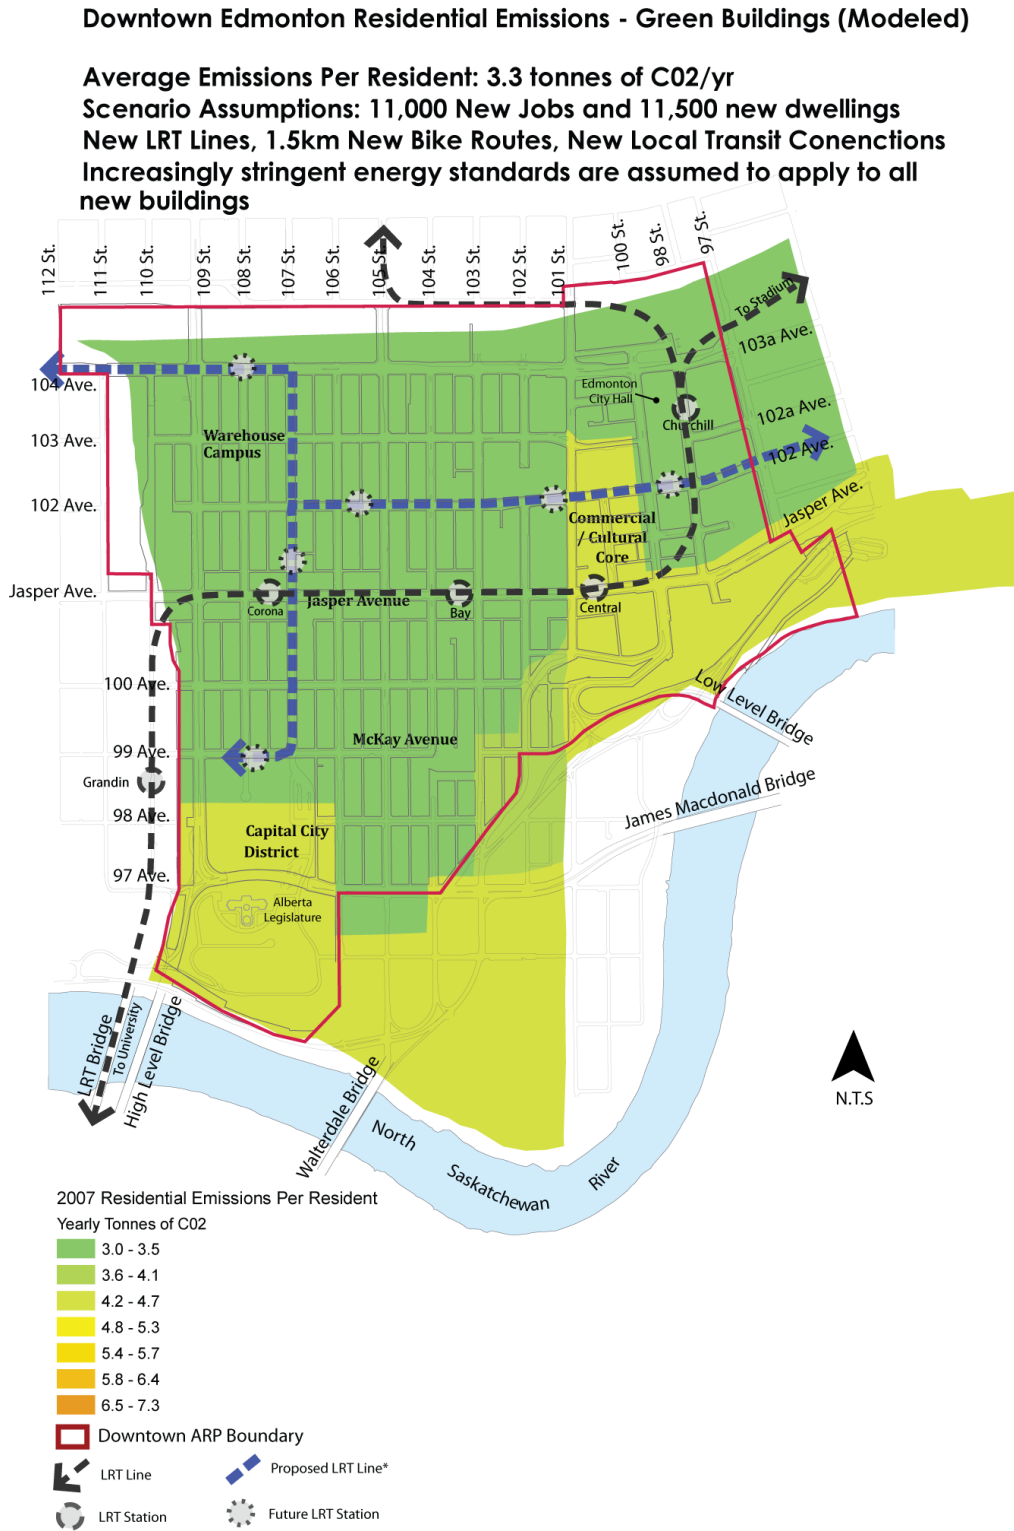 Downtown Edmonton Residential Emissions - Green Buildings (Modeled)
Average Emissions Per Resident: 3.3 tonnes of C02/yr
Scenario Assumptions: 11,000 New Jobs and 11,500 new dwellings
New LRT Lines, 1.5km New Bike Routes, New Local Transit Conenctions
Increasingly stringent energy standards are assumed to apply to all
new buildings
112 St.
111 St.
110 St.
109 St.
108 St.
107 St.
106 St.
105 St.
104 St.
103 St.
102 St.
101 St.
100 St.
98 St.
97 St.
To Stadium
103a Ave.
104 Ave.
Edmonton
City Hall
Churchill
102a Ave.
103 Ave.
Warehouse
Campus
102 Ave.
102 Ave.
Jasper Ave.
Commercial
/ Cultural
Core
Jasper Ave.
Corona
Jasper Avenue
Bay
Central
100 Ave.
Low Level Bridge
99 Ave.
McKay Avenue
Grandin
James Macdonald Bridge
98 Ave.
Capital City
District
97 Ave.
Alberta
Legislature
LRT Bridge
To University
High Level Bridge
Walterdale Bridge
North
Saskatchewan
River
N.T.S
2007 Residential Emissions Per Resident
Yearly Tonnes of C02
3.0 - 3.5
3.6 - 4.1
4.2 - 4.7
4.8 - 5.3
5.4 - 5.7
5.8 - 6.4
6.5 - 7.3
Downtown ARP Boundary
LRT Line
Proposed LRT Line*
LRT Station
Future LRT Station